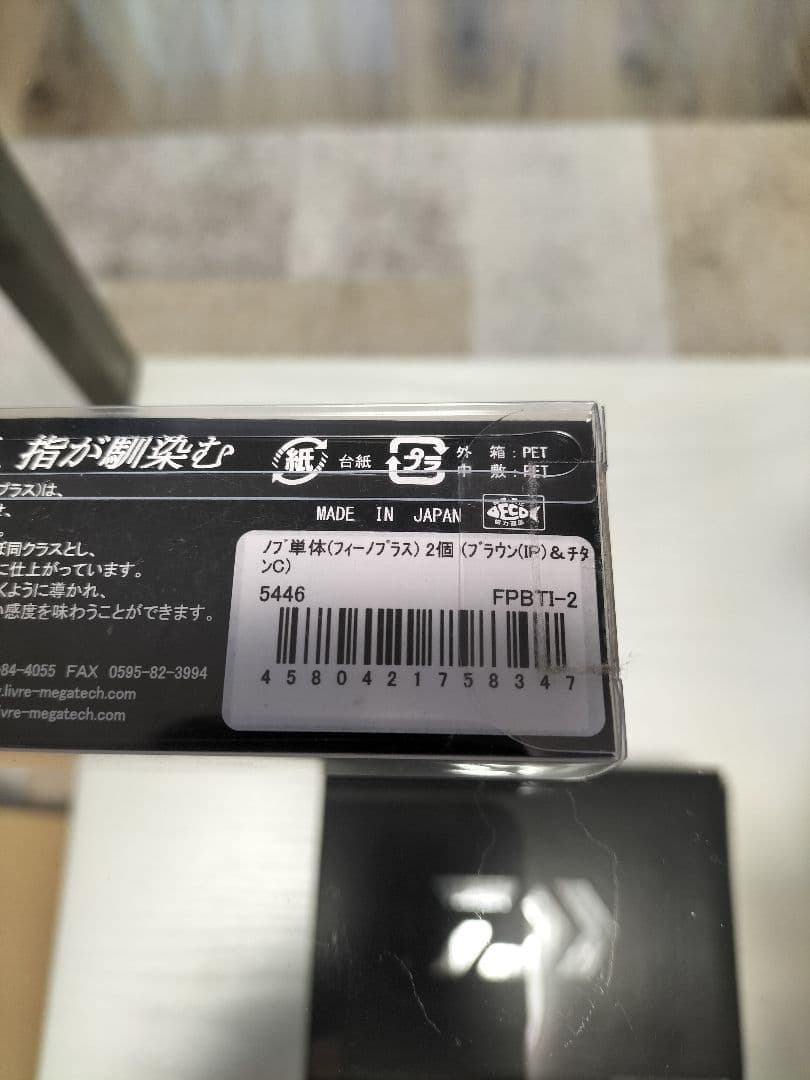 指が馴染む
紙 台紙 プラ 外 箱：PET
中 敷：PET
プラス)は、
は、
MADE IN JAPAN
ば同クラスとし、
に仕上がっています。
くように導かれ、
い感度を味わうことができます。
ﾉﾌﾞ単体(ﾌｨｰﾉﾌﾟﾗｽ) 2個 (ﾌﾞﾗｳﾝ(IP)&ﾁﾀ
ﾝC)
5446 FPBTI-2
4580421758347
-84-4055 FAX 0595-82-3994
.livre-megatech.com
livre-megatech.com